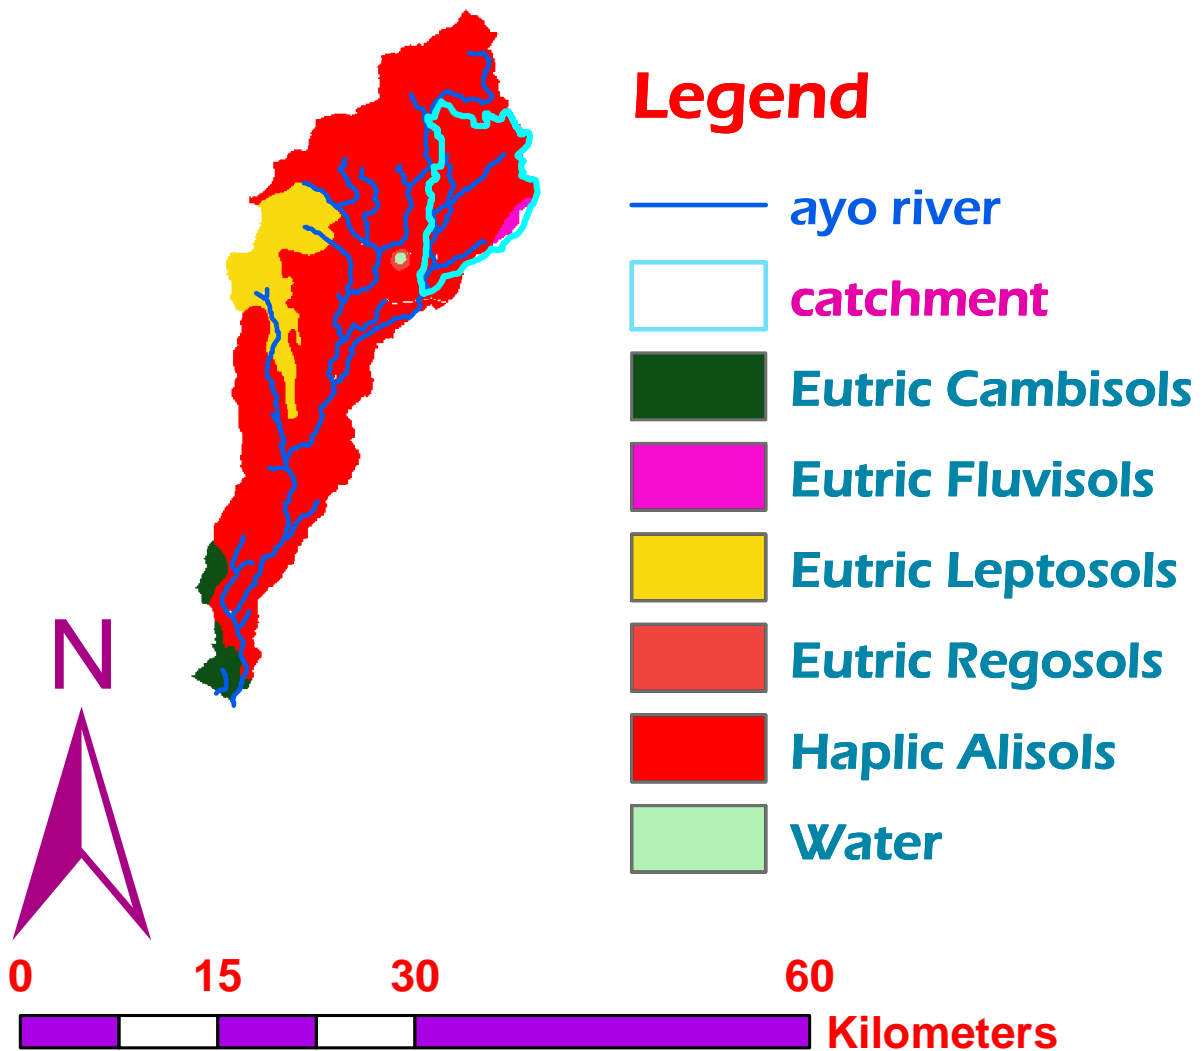 Legend
ayo river
catchment
Eutric Cambisols
Eutric Fluvisols
Eutric Leptosols
Eutric Regosols
Haplic Alisols
Water
N
0 15 30 60
Kilometers